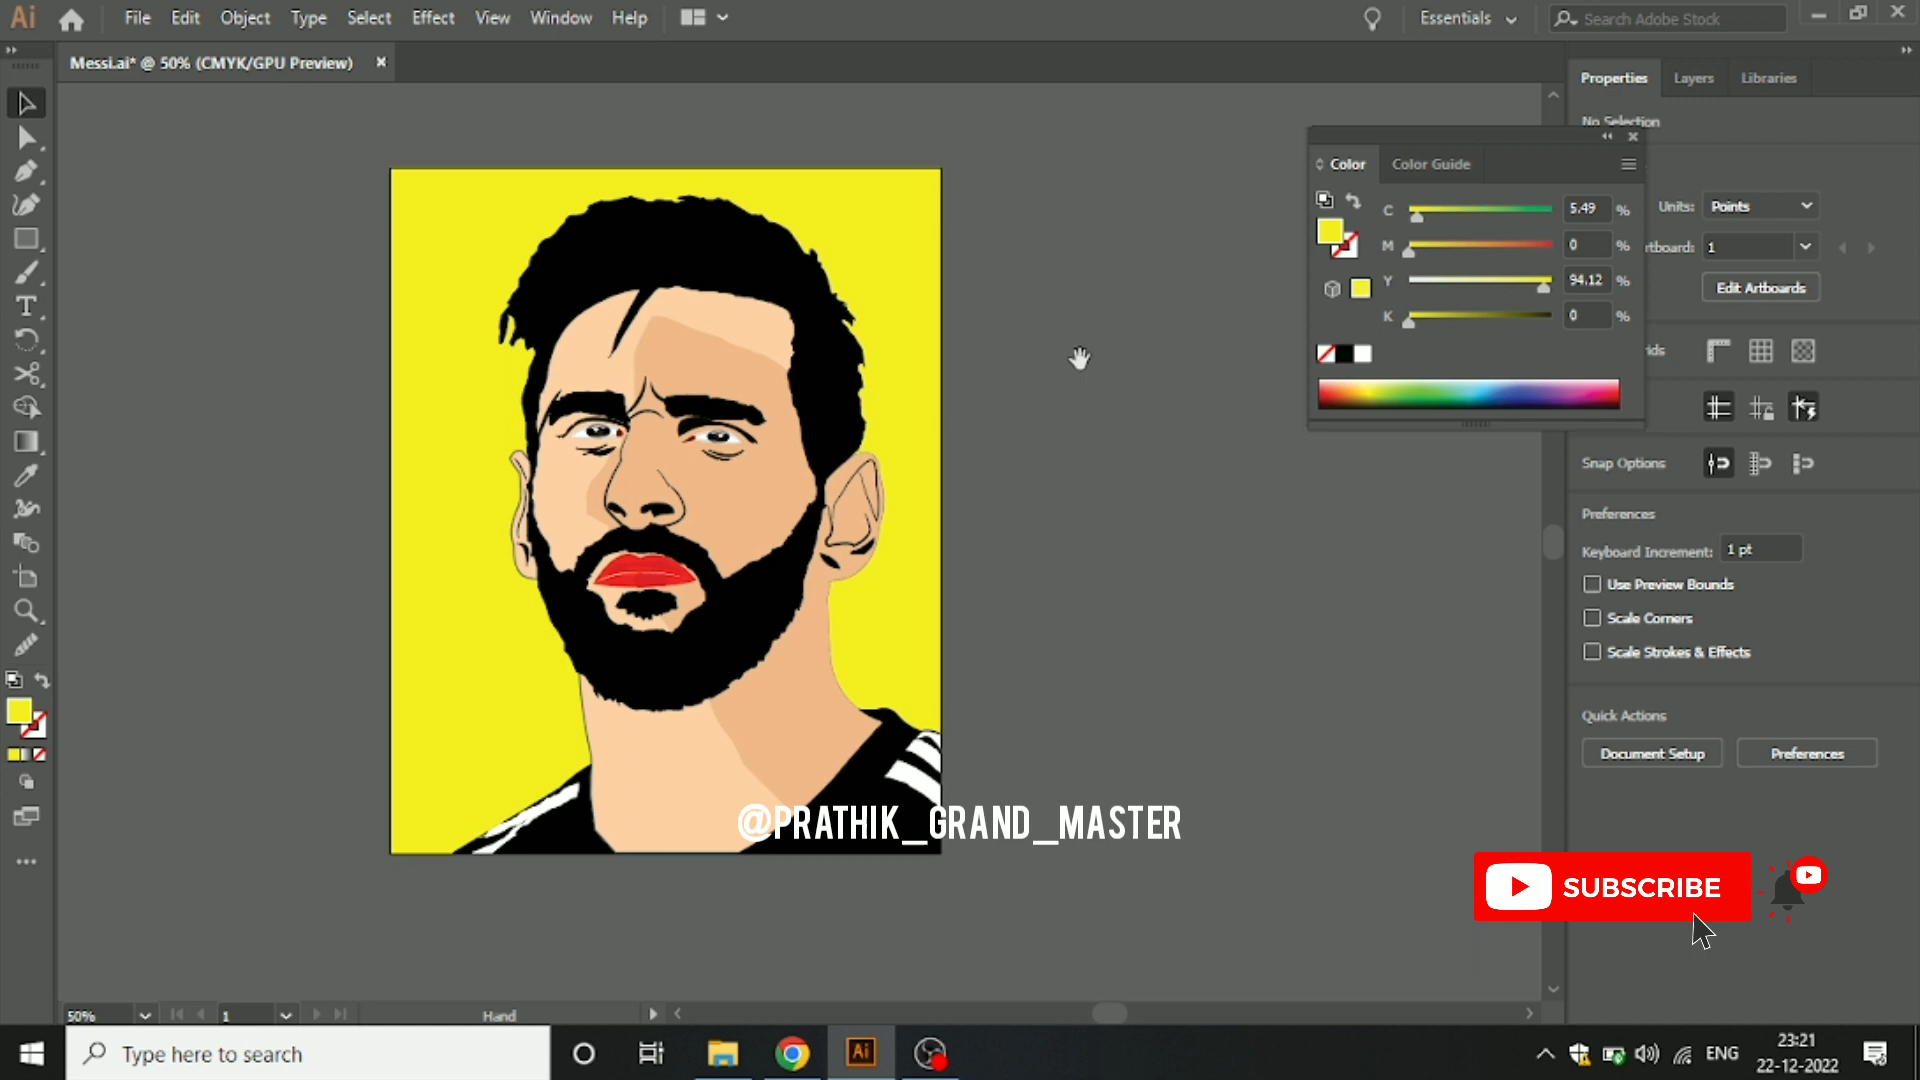 Ai File Edit Object Type Select Effect View Window Help Essentials Search Adobe Stock
Messi.ai* @ 50% (CMYK/GPU Preview)
Properties Layers Libraries
No Selection
Color Color Guide
C 5.49 %
M 0 %
Y 94.12 %
K 0 %
Units: Points
rtboard: 1
Edit Artboards
ids
Snap Options
Preferences
Keyboard Increment: 1 pt
Use Preview Bounds
Scale Corners
Scale Strokes & Effects
Quick Actions
Document Setup Preferences
@PRATHIK_GRAND_MASTER
SUBSCRIBE
50% 1 Hand
Type here to search
Ai
ENG
23:21
22-12-2022